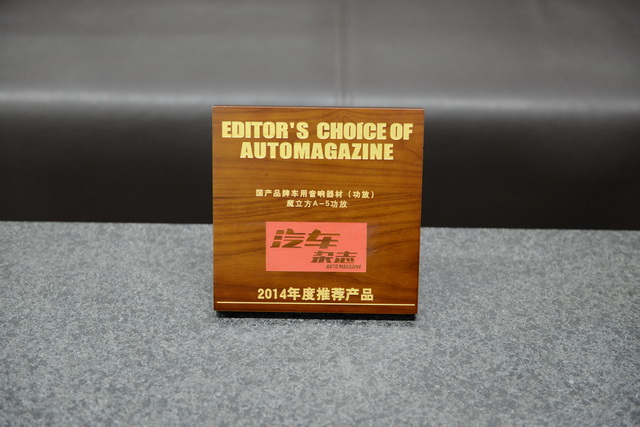 EDITOR'S CHOICE OF
AUTOMAGAZINE
国产品牌车用音响器材（功放）
魔立方A-5功放
汽车
杂志
AUTO MAGAZINE
2014年度推荐产品